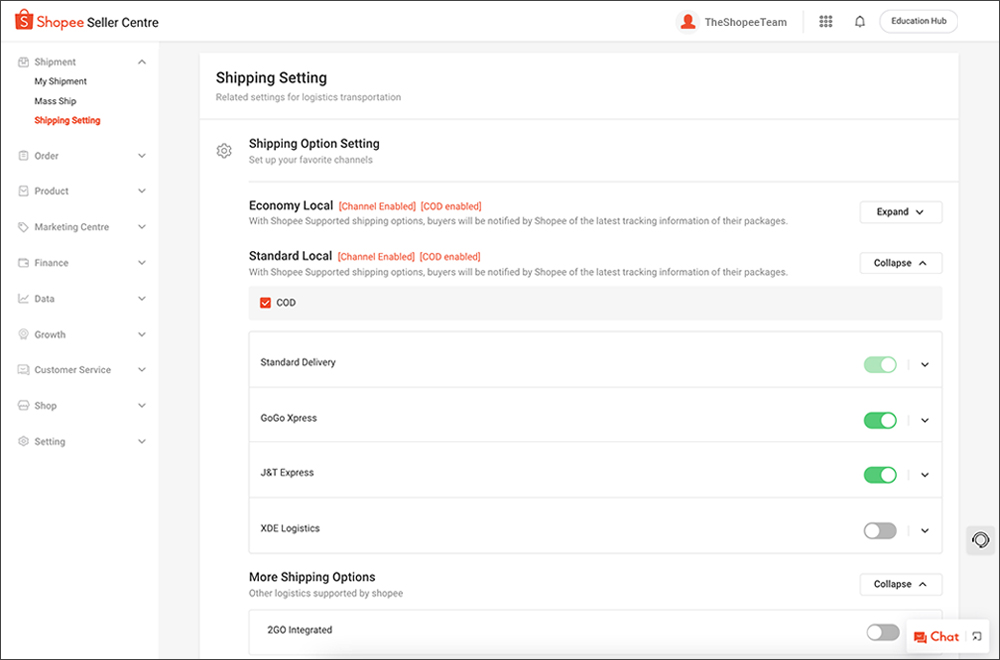 Shopee Seller Centre
TheShopeeTeam
Education Hub
Shipment
My Shipment
Mass Ship
Shipping Setting
Order
Product
Marketing Centre
Finance
Data
Growth
Customer Service
Shop
Setting
Shipping Setting
Related settings for logistics transportation
Shipping Option Setting
Set up your favorite channels
Economy Local [Channel Enabled] [COD enabled]
With Shopee Supported shipping options, buyers will be notified by Shopee of the latest tracking information of their packages.
Expand
Standard Local [Channel Enabled] [COD enabled]
With Shopee Supported shipping options, buyers will be notified by Shopee of the latest tracking information of their packages.
Collapse
COD
Standard Delivery
GoGo Xpress
J&T Express
XDE Logistics
More Shipping Options
Other logistics supported by shopee
Collapse
2GO Integrated
Chat